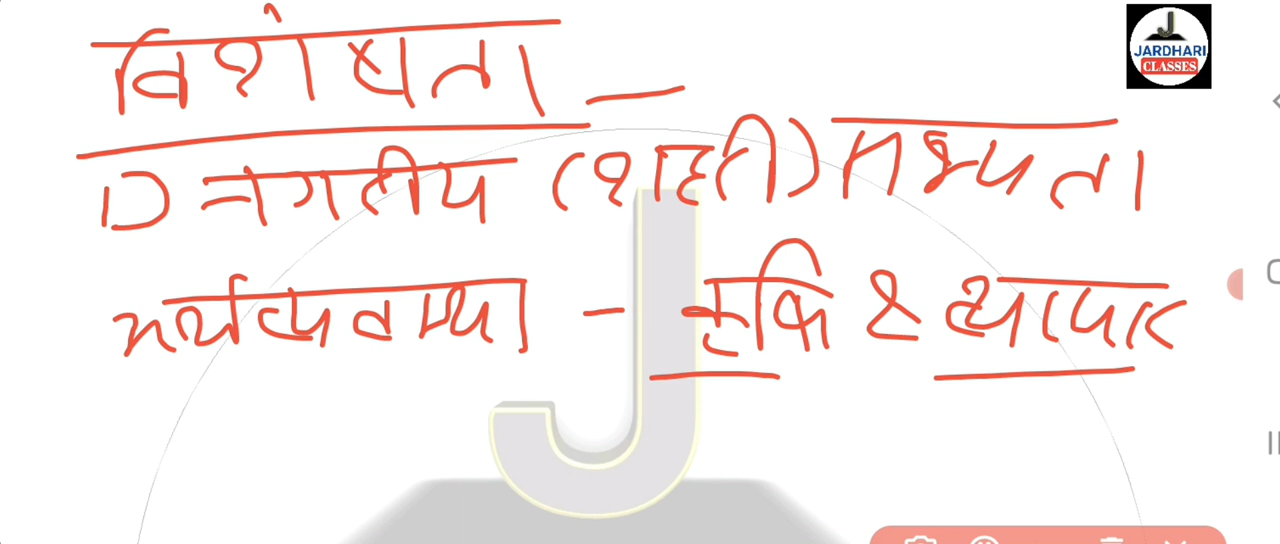 विशेषता –
1) नगरीय (शहरी) सभ्यता
अर्थव्यवस्था – कृषि & व्यापार
J
JARDHARI
CLASSES